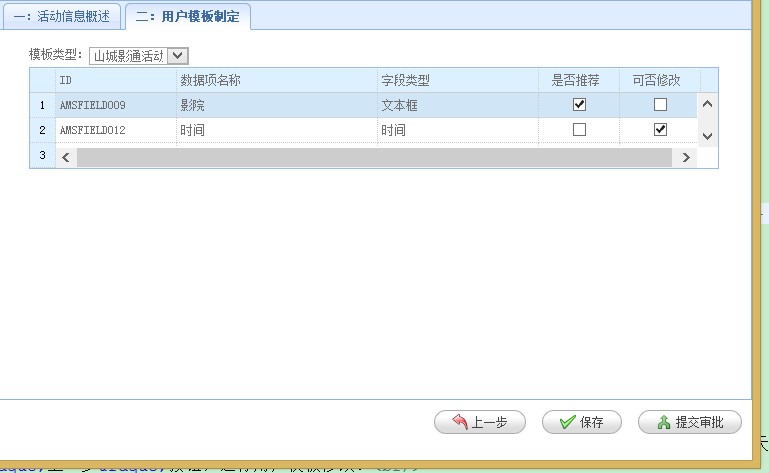 一：活动信息概述 二：用户模板制定
模板类型： 山城影通活动
ID 数据项名称 字段类型 是否推荐 可否修改
1 AMSFIELD009 影院 文本框
2 AMSFIELD012 时间 时间
3
上一步 保存 提交审批
天